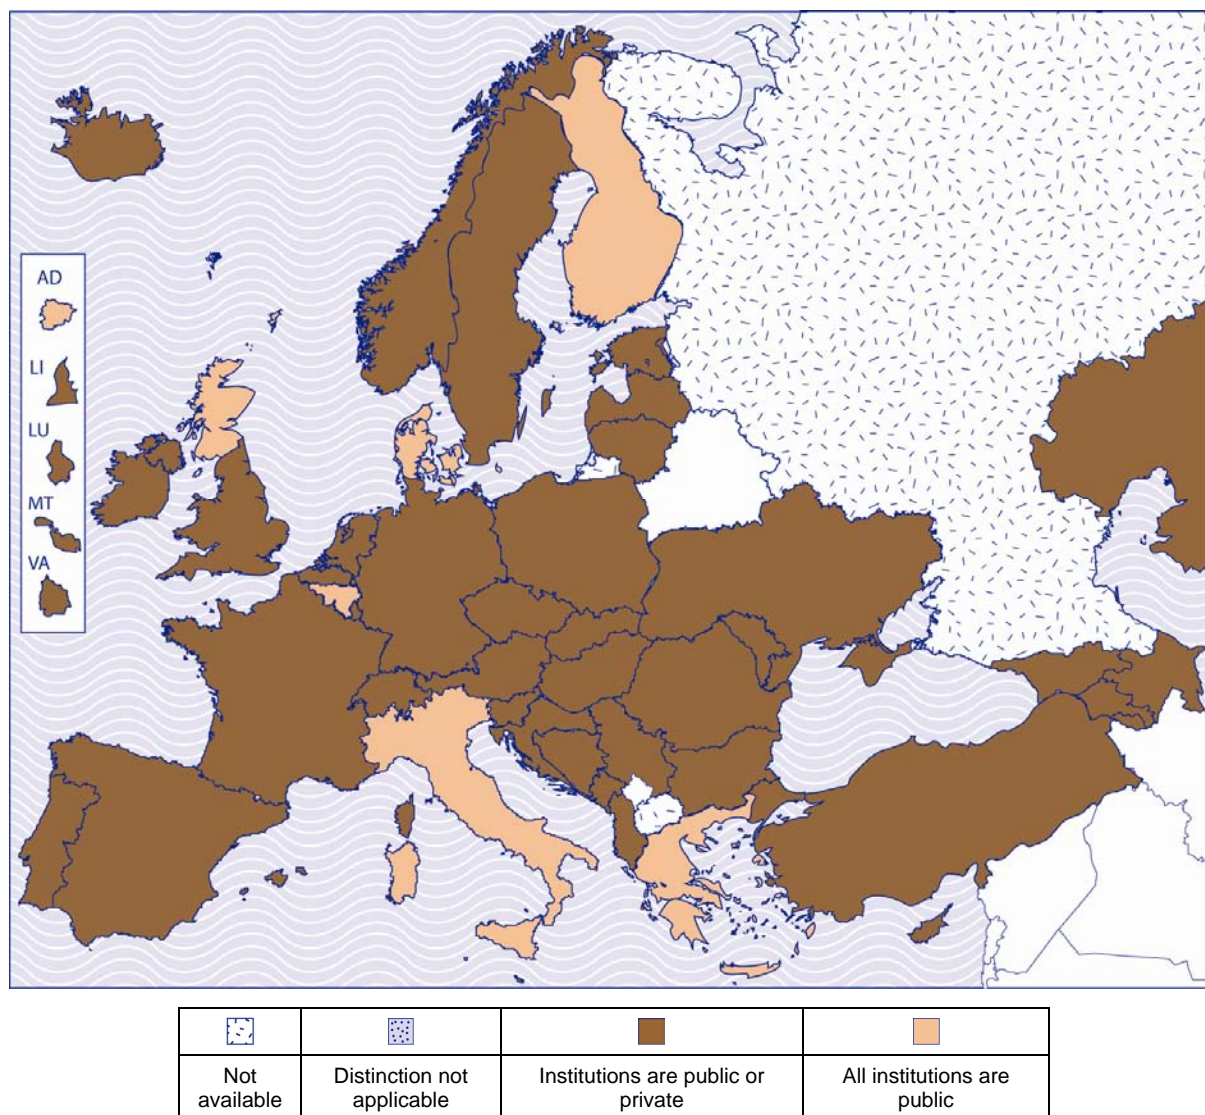 AD
LI
LU
MT
VA
Not
available
Distinction not
applicable
Institutions are public or
private
All institutions are
public